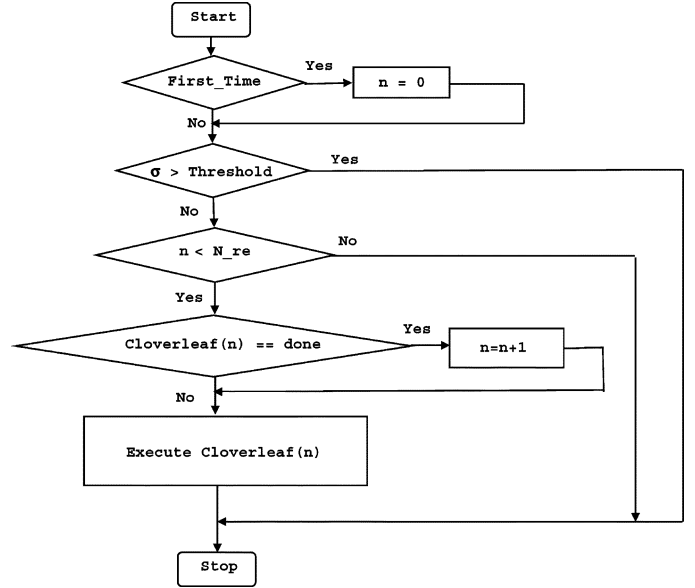 Start
Yes
First_Time
n = 0
No
Yes
σ > Threshold
No
No
n < N_re
Yes
Yes
Cloverleaf(n) == done
n=n+1
No
Execute Cloverleaf(n)
Stop